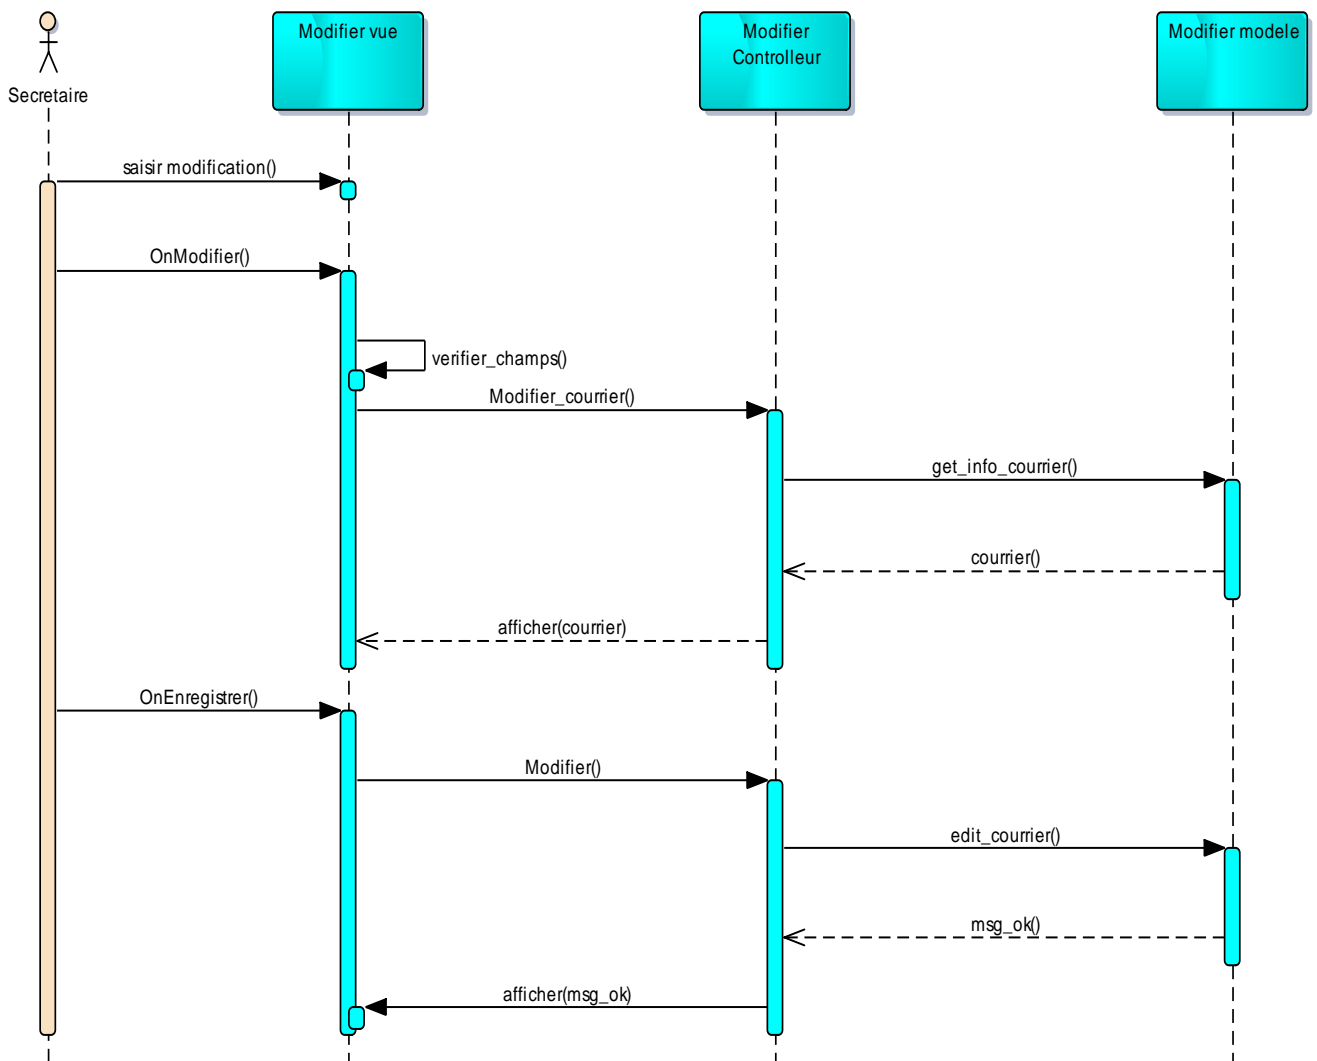 Secretaire
Modifier vue
Modifier
Controlleur
Modifier modele
saisir modification()
OnModifier()
verifier_champs()
Modifier_courrier()
get_info_courrier()
courrier()
afficher(courrier)
OnEnregistrer()
Modifier()
edit_courrier()
msg_ok()
afficher(msg_ok)